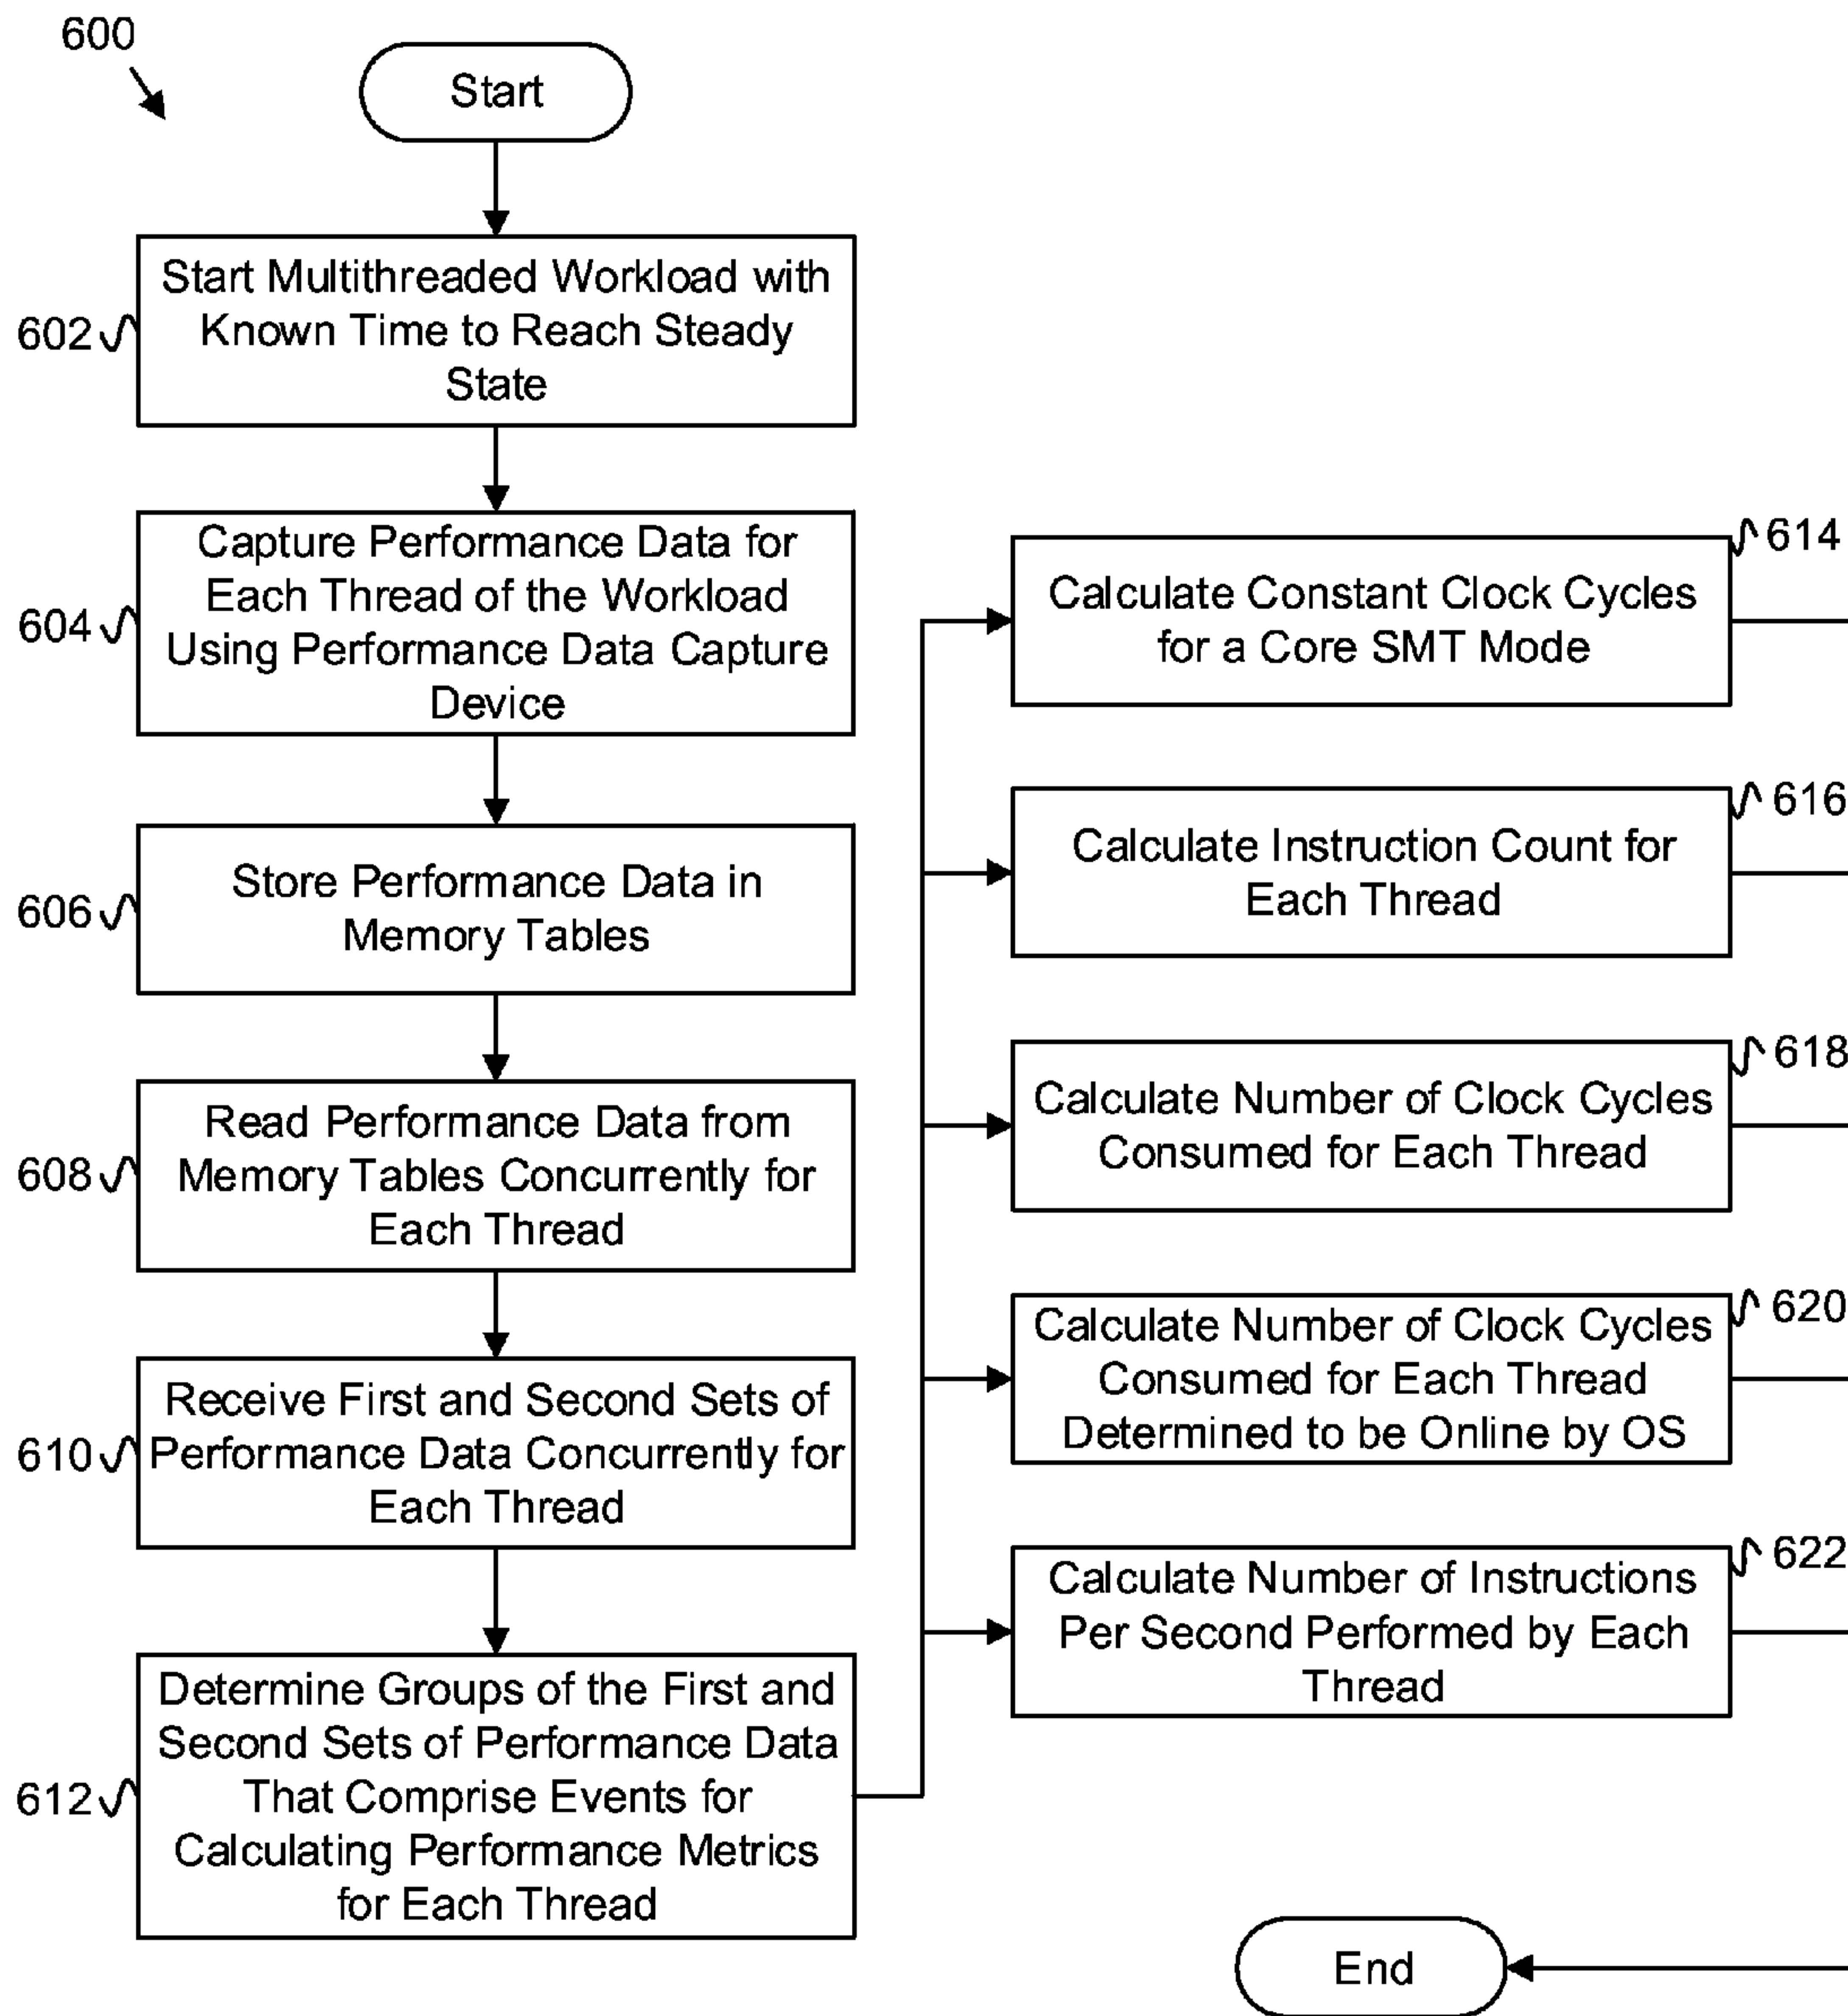 600
Start
602
Start Multithreaded Workload with
Known Time to Reach Steady
State
604
Capture Performance Data for
Each Thread of the Workload
Using Performance Data Capture
Device
606
Store Performance Data in
Memory Tables
608
Read Performance Data from
Memory Tables Concurrently for
Each Thread
610
Receive First and Second Sets of
Performance Data Concurrently for
Each Thread
612
Determine Groups of the First and
Second Sets of Performance Data
That Comprise Events for
Calculating Performance Metrics
for Each Thread
614
Calculate Constant Clock Cycles
for a Core SMT Mode
616
Calculate Instruction Count for
Each Thread
618
Calculate Number of Clock Cycles
Consumed for Each Thread
620
Calculate Number of Clock Cycles
Consumed for Each Thread
Determined to be Online by OS
622
Calculate Number of Instructions
Per Second Performed by Each
Thread
End